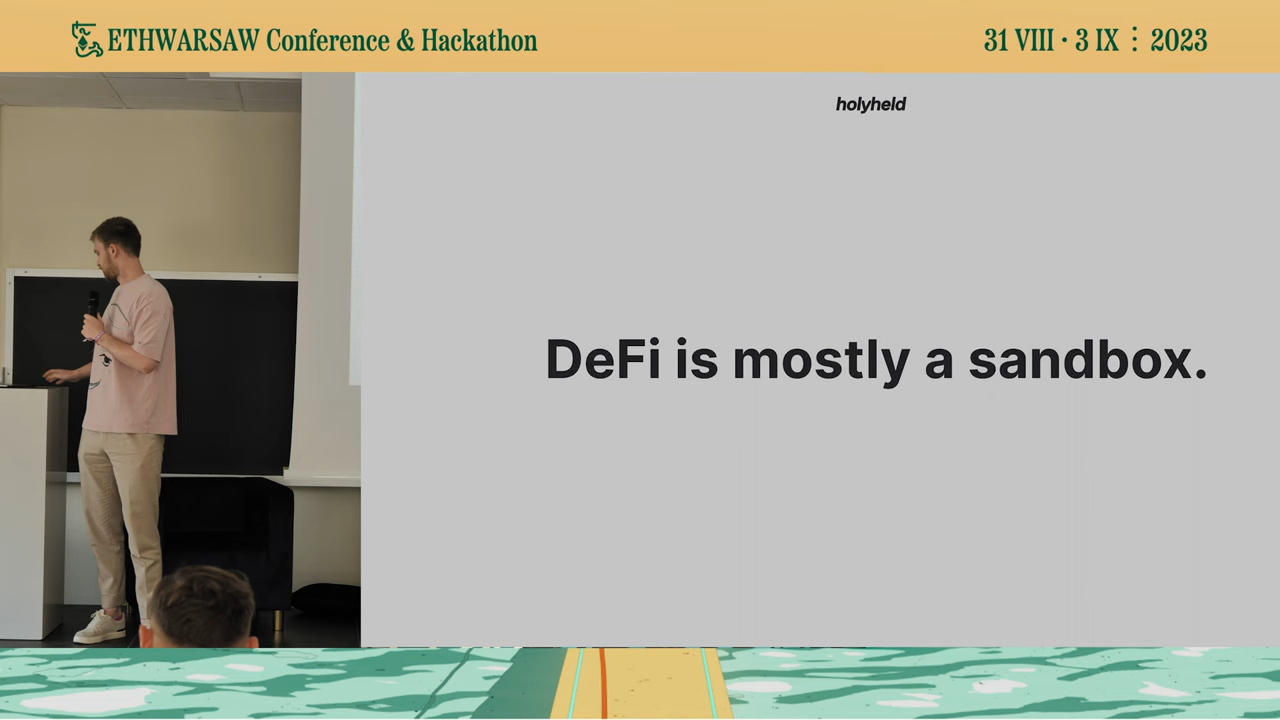 ETHWARSAW Conference & Hackathon
31 VIII · 3 IX ⋮ 2023
holyheld
DeFi is mostly a sandbox.